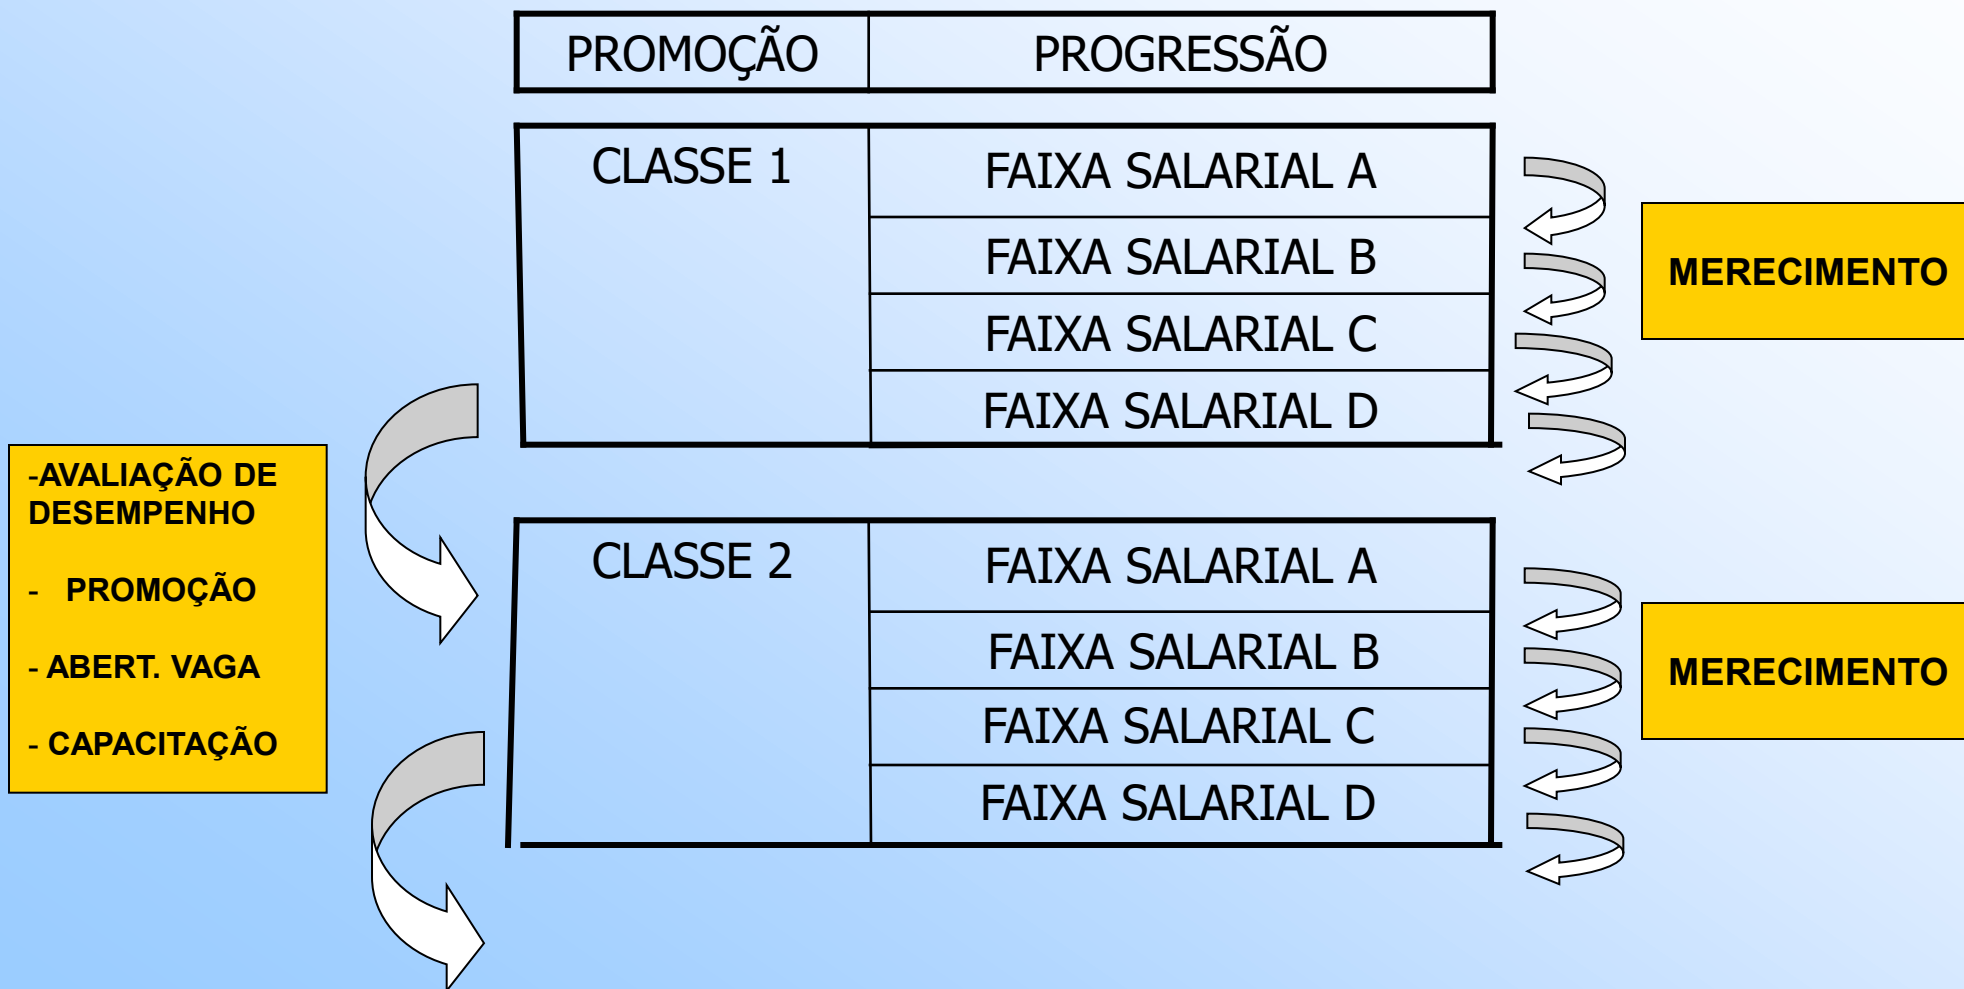 PROMOÇÃO PROGRESSÃO
CLASSE 1
FAIXA SALARIAL A
FAIXA SALARIAL B
FAIXA SALARIAL C
FAIXA SALARIAL D
MERECIMENTO
-AVALIAÇÃO DE
DESEMPENHO
- PROMOÇÃO
- ABERT. VAGA
- CAPACITAÇÃO
CLASSE 2
FAIXA SALARIAL A
FAIXA SALARIAL B
FAIXA SALARIAL C
FAIXA SALARIAL D
MERECIMENTO